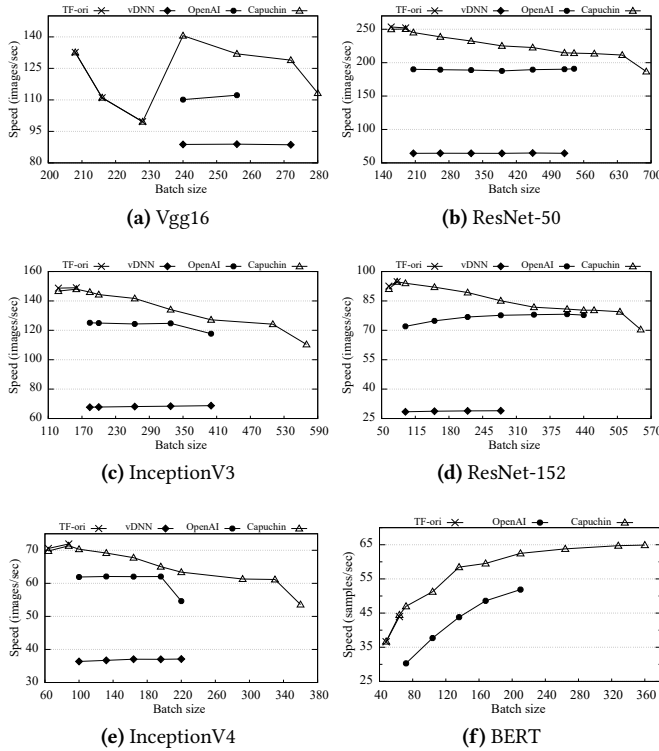 TF-ori vDNN OpenAI Capuchin
Speed (images/sec)
140
125
110
95
80
200 210 220 230 240 250 260 270 280
Batch size
(a) Vgg16
TF-ori vDNN OpenAI Capuchin
Speed (images/sec)
250
200
150
100
50
140 210 280 350 420 490 560 630 700
Batch size
(b) ResNet-50
TF-ori vDNN OpenAI Capuchin
Speed (images/sec)
160
140
120
100
80
60
110 170 230 290 350 410 470 530 590
Batch size
(c) InceptionV3
TF-ori vDNN OpenAI Capuchin
Speed (images/sec)
100
85
70
55
40
25
50 115 180 245 310 375 440 505 570
Batch size
(d) ResNet-152
TF-ori vDNN OpenAI Capuchin
Speed (images/sec)
70
60
50
40
30
60 100 140 180 220 260 300 340 380
Batch size
(e) InceptionV4
TF-ori OpenAI Capuchin
Speed (samples/sec)
65
55
45
35
25
40 80 120 160 200 240 280 320 360
Batch size
(f) BERT